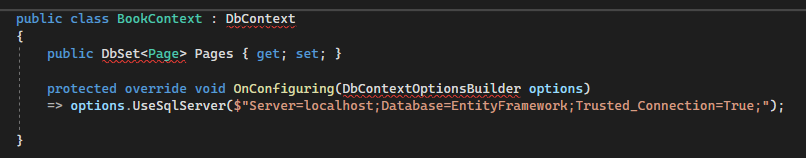 public class BookContext : DbContext
{
public DbSet<Page> Pages { get; set; }
protected override void OnConfiguring(DbContextOptionsBuilder options)
=> options.UseSqlServer($"Server=localhost;Database=EntityFramework;Trusted_Connection=True;");
}